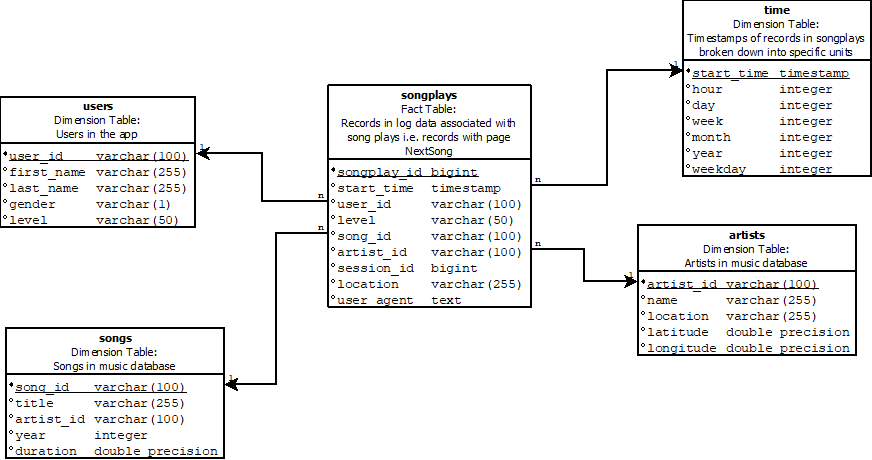 time
Dimension Table:
Timestamps of records in songplays
broken down into specific units
start_time timestamp
hour integer
day integer
week integer
month integer
year integer
weekday integer
songplays
Fact Table:
Records in log data associated with
song plays i.e. records with page
NextSong
songplay_id bigint
start_time timestamp
user_id varchar(100)
level varchar(50)
song_id varchar(100)
artist_id varchar(100)
session_id bigint
location varchar(255)
user_agent text
users
Dimension Table:
Users in the app
user_id varchar(100)
first_name varchar(255)
last_name varchar(255)
gender varchar(1)
level varchar(50)
artists
Dimension Table:
Artists in music database
artist_id varchar(100)
name varchar(255)
location varchar(255)
latitude double precision
longitude double precision
songs
Dimension Table:
Songs in music database
song_id varchar(100)
title varchar(255)
artist_id varchar(100)
year integer
duration double precision
1
n
1
n
n
1
n
1